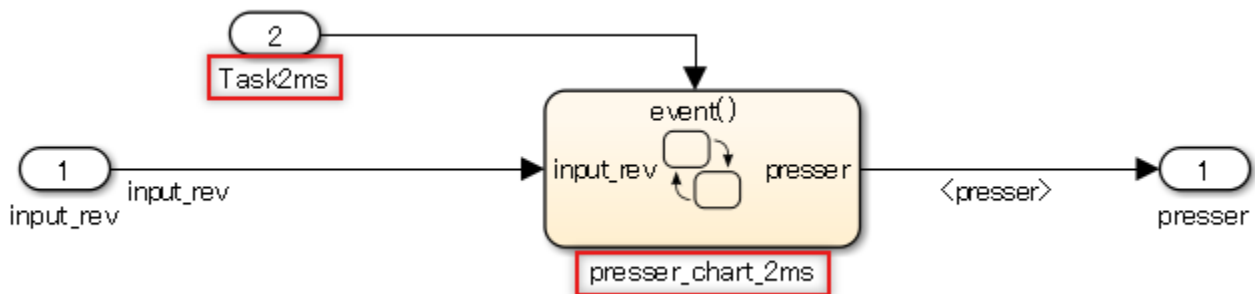 2
Task2ms
event()
1
input_rev
input_rev
input_rev
presser
<presser>
1
presser
presser_chart_2ms